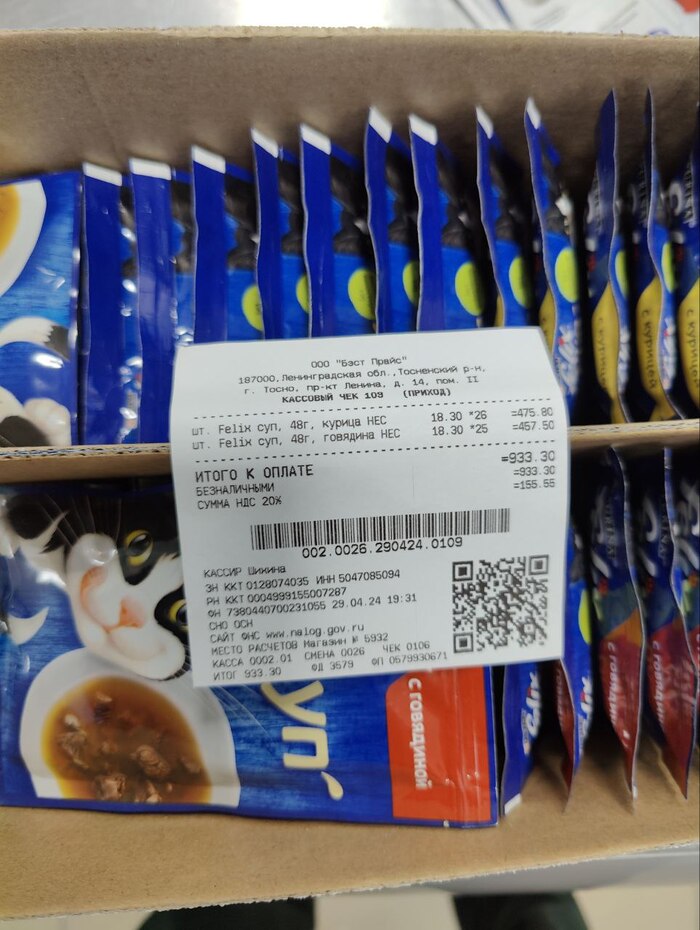 ООО "Бэст Прайс"
187000,Ленинградская обл.,Тосненский р-н,
г. Тосно, пр-кт Ленина, д. 14, пом. II
КАССОВЫЙ ЧЕК 109 (ПРИХОД)
шт. Felix суп, 48г, курица НЕС 18.30 *26 =475.80
шт. Felix суп, 48г, говядина НЕС 18.30 *25 =457.50
ИТОГО К ОПЛАТЕ =933.30
БЕЗНАЛИЧНЫМИ =933.30
СУММА НДС 20% =155.55
002.0026.290424.0109
КАССИР Шихина
ЗН ККТ 0128074035 ИНН 5047085094
РН ККТ 0004999155007287
ФН 7380440700231055 29.04.24 19:31
СНО ОСН
САЙТ ФНС www.nalog.gov.ru
МЕСТО РАСЧЕТОВ Магазин № 5932
КАССА 0002.01 СМЕНА 0026 ЧЕК 0106
ИТОГ 933.30 ФД 3579 ФП 0579930671
с курицей
с курицей
уп
с говядиной
с говядиной
с говядиной